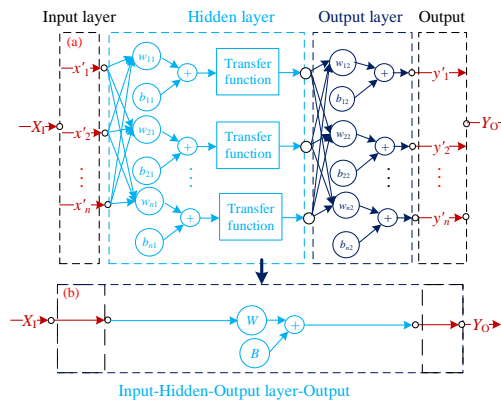 Input layer Hidden layer Output layer Output
(a)
x'1 w11 + Transfer function w12 + y'1
b11 b12
X1 x'2 w21 + Transfer function w22 + y'2 YO
b21 b22
⋮ ⋮ ⋮ ⋮ ⋮
x'n wn1 + Transfer function wn2 + y'n
bn1 bn2
(b)
XI W + YO
B
Input-Hidden-Output layer-Output